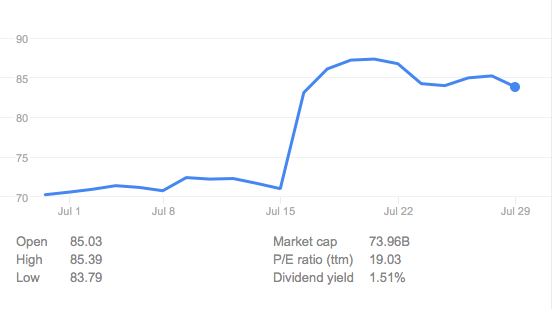 90
85
80
75
70
Jul 1 Jul 8 Jul 15 Jul 22 Jul 29
Open 85.03 Market cap 73.96B
High 85.39 P/E ratio (ttm) 19.03
Low 83.79 Dividend yield 1.51%